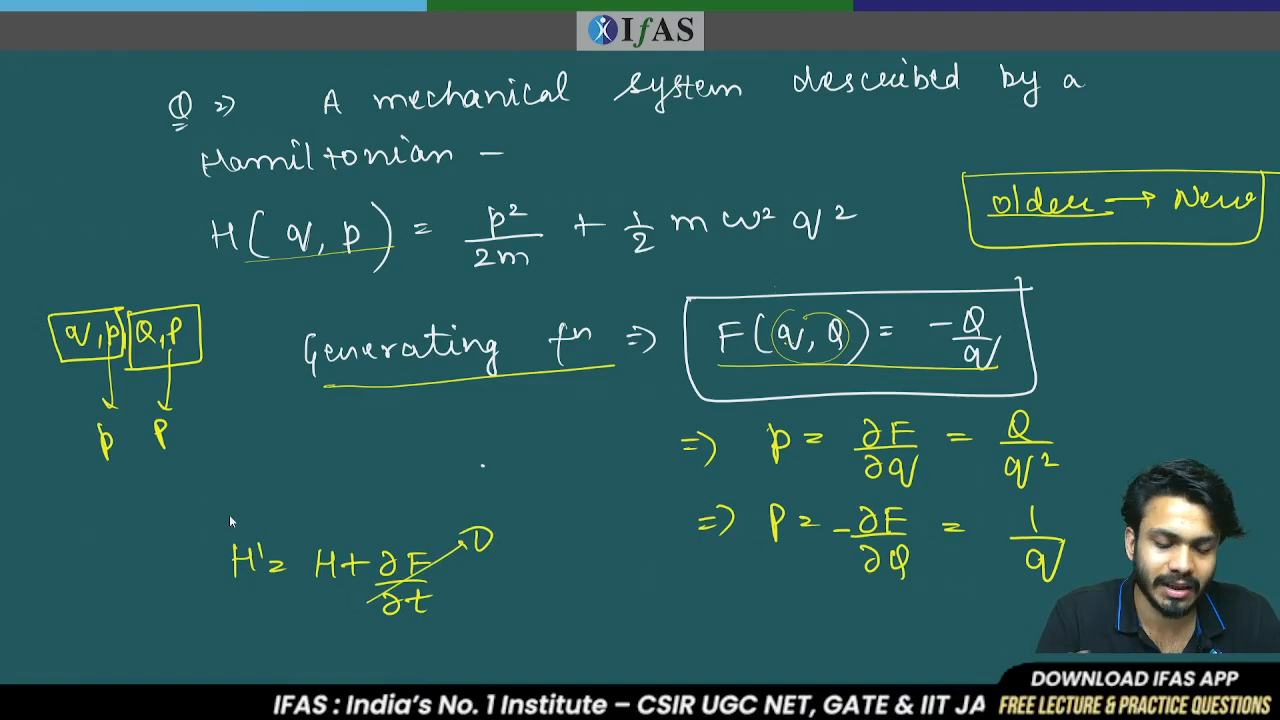 IfAS
Q ⇒ A mechanical system described by a
Hamiltonian –
older → New
H(q, p) = p²/2m + 1/2 m ω² q²
q, p, Q, P
p P
Generating fn ⇒ F(q, Q) = -Q/q
⇒ p = ∂F/∂q = Q/q²
⇒ P = -∂F/∂Q = 1/q
H' = H + ∂F/∂t → 0
DOWNLOAD IFAS APP
IFAS : India's No. 1 Institute – CSIR UGC NET, GATE & IIT JA
FREE LECTURE & PRACTICE QUESTIONS